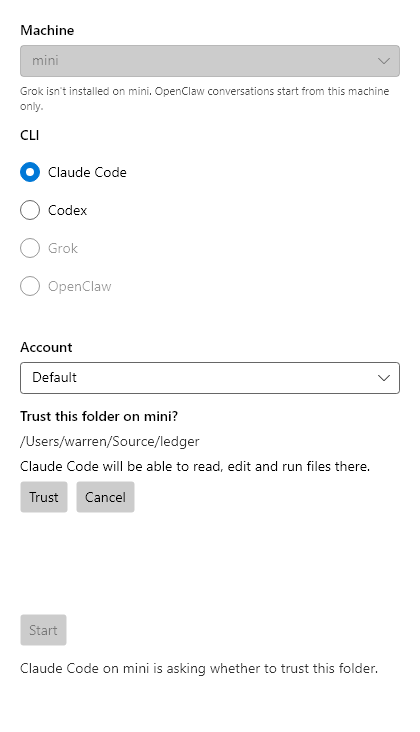 Machine
mini
Grok isn't installed on mini. OpenClaw conversations start from this machine
only.
CLI
Claude Code
Codex
Grok
OpenClaw
Account
Default
Trust this folder on mini?
/Users/warren/Source/ledger
Claude Code will be able to read, edit and run files there.
Trust
Cancel
Start
Claude Code on mini is asking whether to trust this folder.